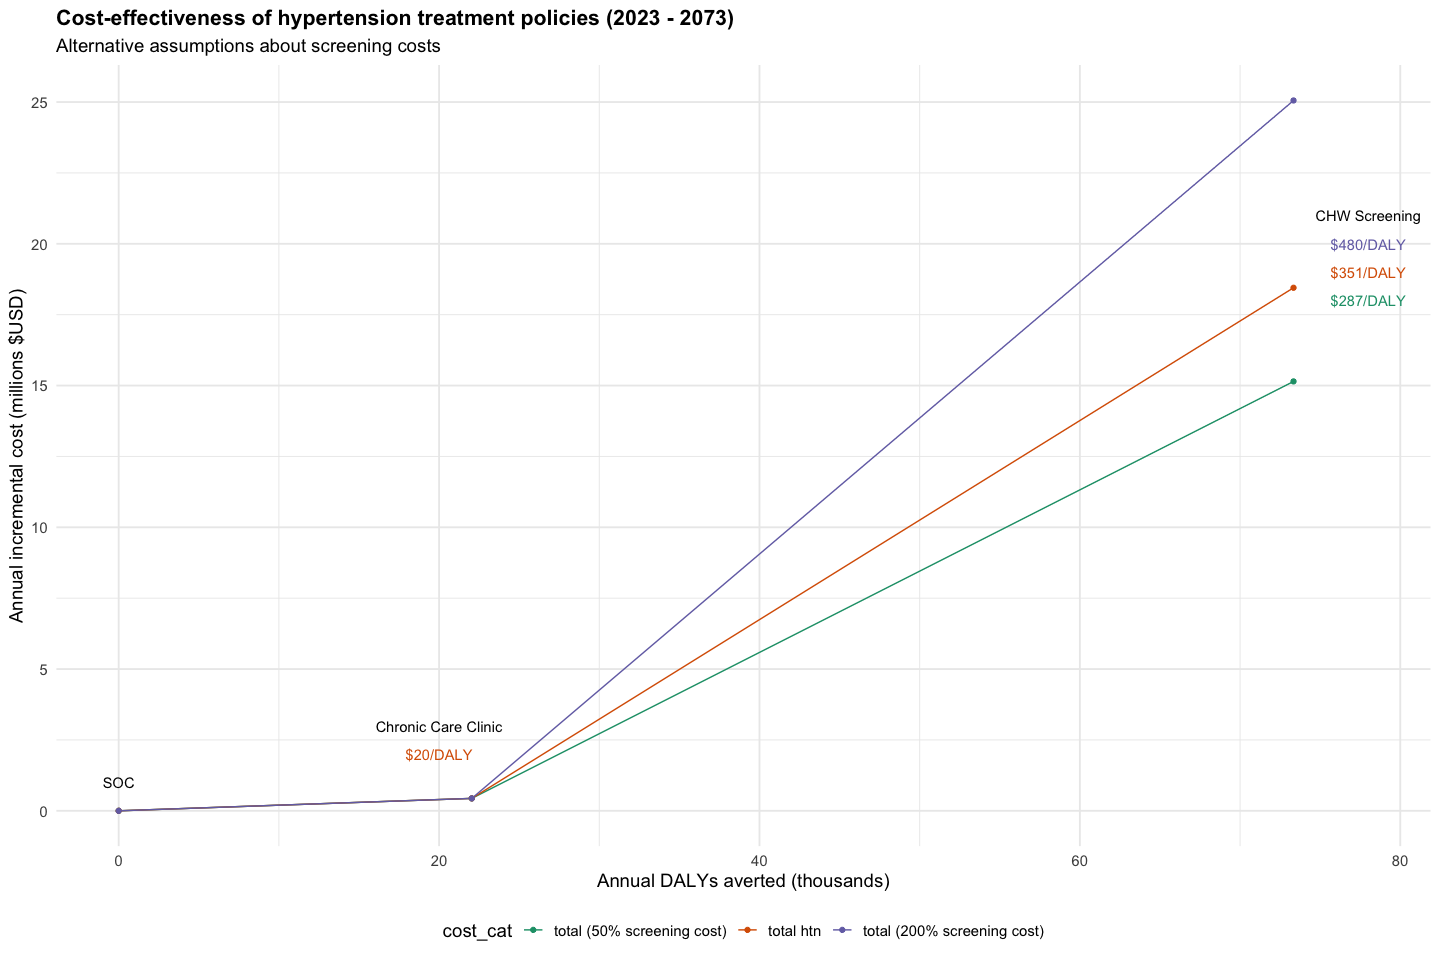 Cost-effectiveness of hypertension treatment policies (2023 - 2073)
Alternative assumptions about screening costs
Annual incremental cost (millions $USD)
25
20
15
10
5
0
CHW Screening
$480/DALY
$351/DALY
$287/DALY
Chronic Care Clinic
$20/DALY
SOC
0 20 40 60 80
Annual DALYs averted (thousands)
cost_cat total (50% screening cost) total htn total (200% screening cost)